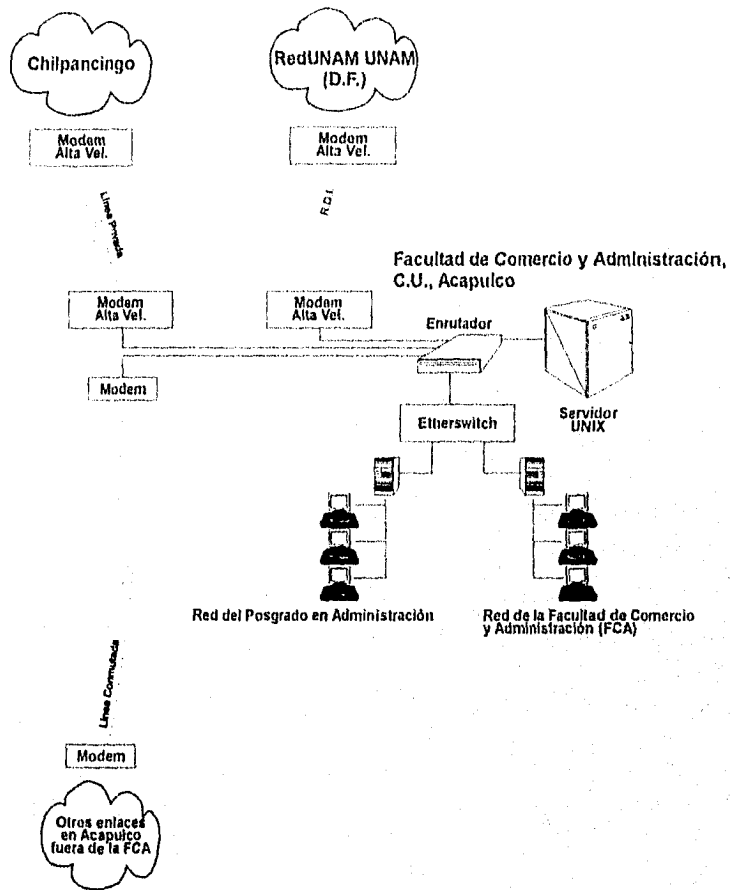 Chilpancingo
RedUNAM UNAM
(D.F.)
Modem
Alta Vel.
Modem
Alta Vel.
Línea Privada
R.D.I.
Facultad de Comercio y Administración,
C.U., Acapulco
Modem
Alta Vel.
Modem
Alta Vel.
Enrutador
Modem
Servidor
UNIX
Etherswitch
Red del Posgrado en Administración
Red de la Facultad de Comercio
y Administración (FCA)
Línea Conmutada
Modem
Otros enlaces
en Acapulco
fuera de la FCA